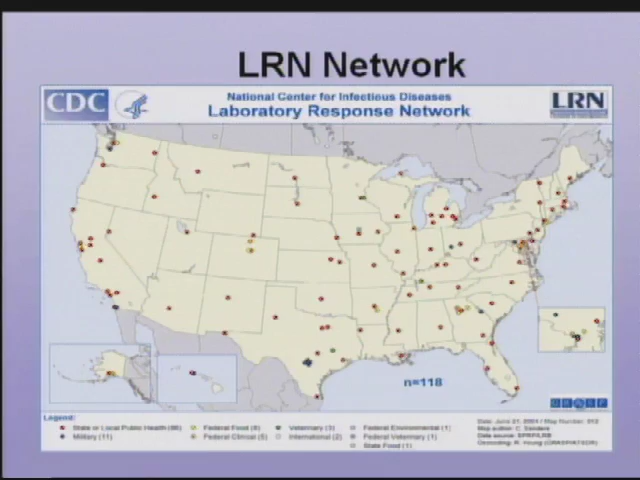 LRN Network
CDC
National Center for Infectious Diseases
Laboratory Response Network
LRN
n=118
Legend:
State or Local Public Health
Federal Food
Veterinary (3)
Federal Environmental (1)
Military (11)
Federal Clinical (5)
International (2)
Federal Veterinary (1)
State Food (1)